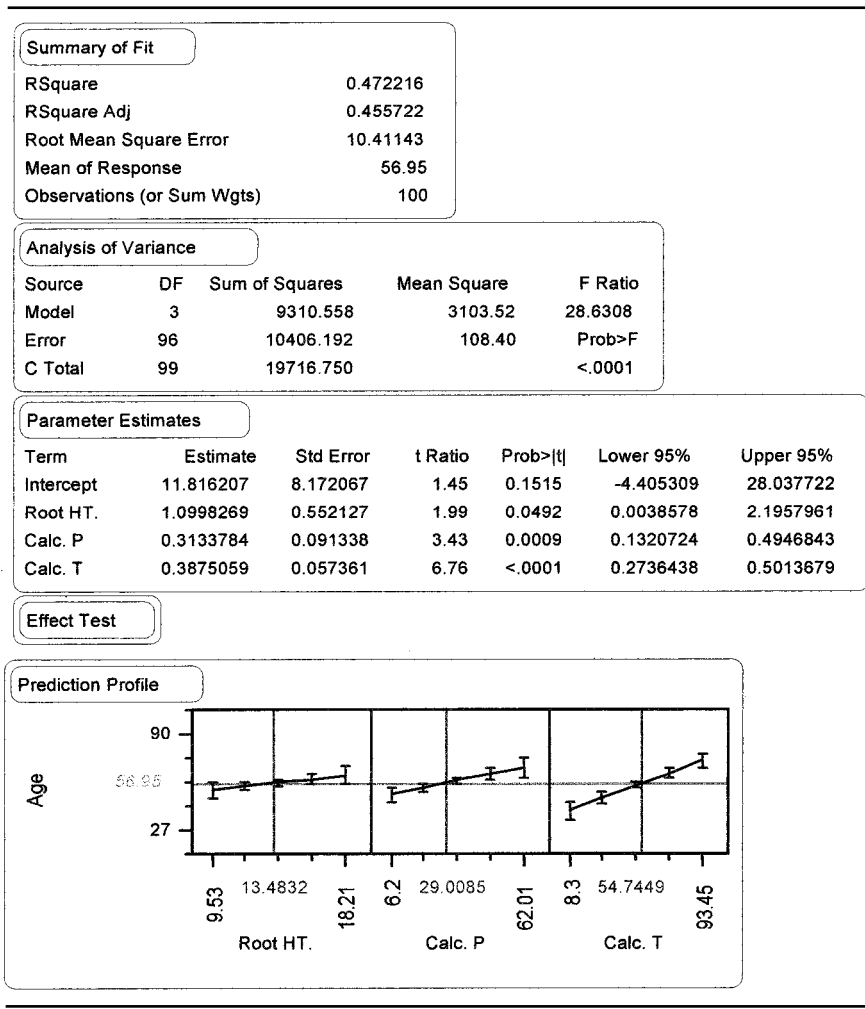 Summary of Fit
RSquare 0.472216
RSquare Adj 0.455722
Root Mean Square Error 10.41143
Mean of Response 56.95
Observations (or Sum Wgts) 100
Analysis of Variance
Source DF Sum of Squares Mean Square F Ratio
Model 3 9310.558 3103.52 28.6308
Error 96 10406.192 108.40 Prob>F
C Total 99 19716.750 <.0001
Parameter Estimates
Term Estimate Std Error t Ratio Prob>|t| Lower 95% Upper 95%
Intercept 11.816207 8.172067 1.45 0.1515 -4.405309 28.037722
Root HT. 1.0998269 0.552127 1.99 0.0492 0.0038578 2.1957961
Calc. P 0.3133784 0.091338 3.43 0.0009 0.1320724 0.4946843
Calc. T 0.3875059 0.057361 6.76 <.0001 0.2736438 0.5013679
Effect Test
Prediction Profile
90
Age 56.95
27
9.53 13.4832 18.21 6.2 29.0085 62.01 8.3 54.7449 93.45
Root HT. Calc. P Calc. T